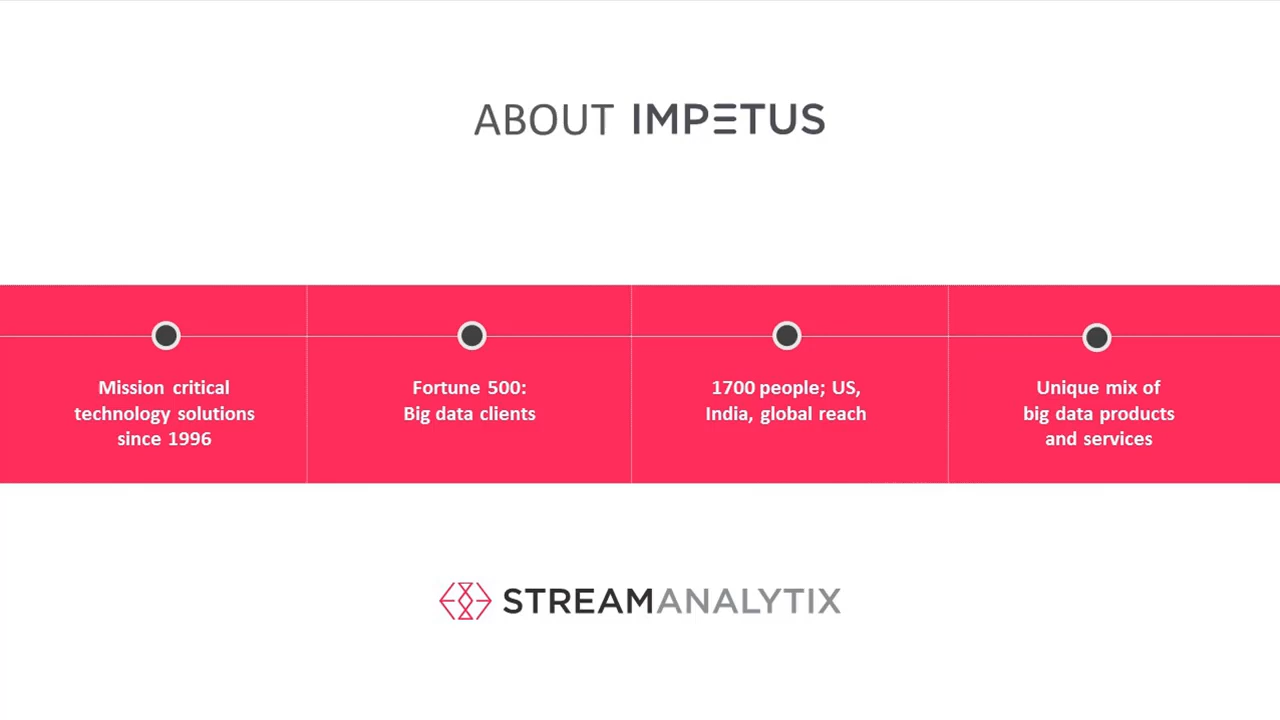 ABOUT IMPETUS
Mission critical
technology solutions
since 1996
Fortune 500:
Big data clients
1700 people; US,
India, global reach
Unique mix of
big data products
and services
STREAMANALYTIX